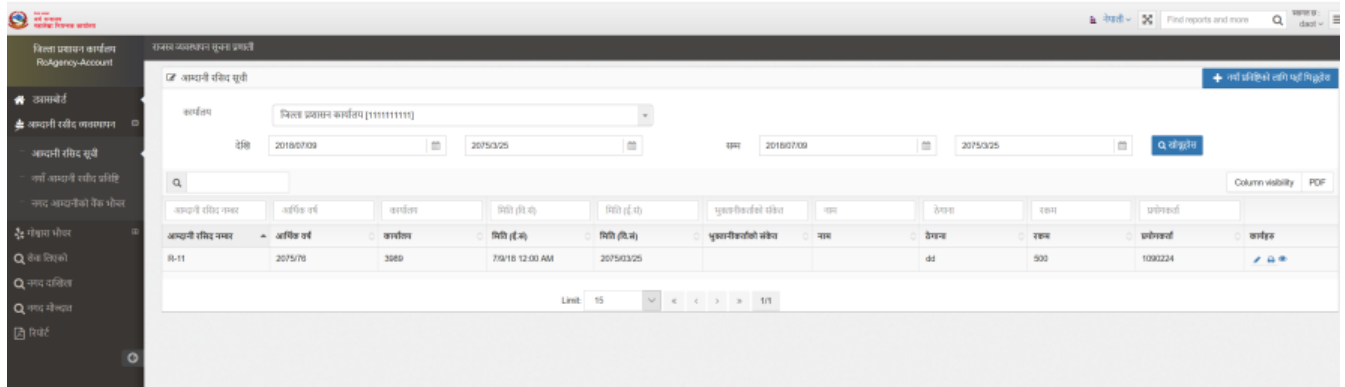 नेपाली
Find reports and more
daol
जिल्ला प्रशासन कार्यालय
RoAgency-Account
राजस्व व्यवस्थापन सूचना प्रणाली
आम्दानी रसिद सूची
नयाँ प्रविष्टिको लागि यहाँ थिच्नुहोस
ड्यासबोर्ड
आम्दानी रसीद व्यवस्थापन
आम्दानी रसिद सूची
नयाँ आम्दानी रसीद प्रविष्टि
नगद आम्दानीको बैंक भौचर
गोश्वारा भौचर
चेक लिएको
नगद दाखिला
नगद मौज्दात
रिपोर्ट
कार्यालय
जिल्ला प्रशासन कार्यालय [1111111111]
देखि 2018/07/09 2075/3/25 सम्म 2018/07/09 2075/3/25 खोज्नुहोस
Column visibility PDF
आम्दानी रसिद नम्बर आर्थिक वर्ष कार्यालय मिति (वि.सं) मिति (ई.सं) भुक्तानीकर्ताको संकेत नाम ठेगाना रकम प्रयोगकर्ता
आम्दानी रसिद नम्बर आर्थिक वर्ष कार्यालय मिति (ई.सं) मिति (वि.सं) भुक्तानीकर्ताको संकेत नाम ठेगाना रकम प्रयोगकर्ता कार्यहरु
R-11 2075/76 3989 7/9/18 12:00 AM 2075/03/25 dd 500 1090224
Limit: 15 « ‹ › » 1/1